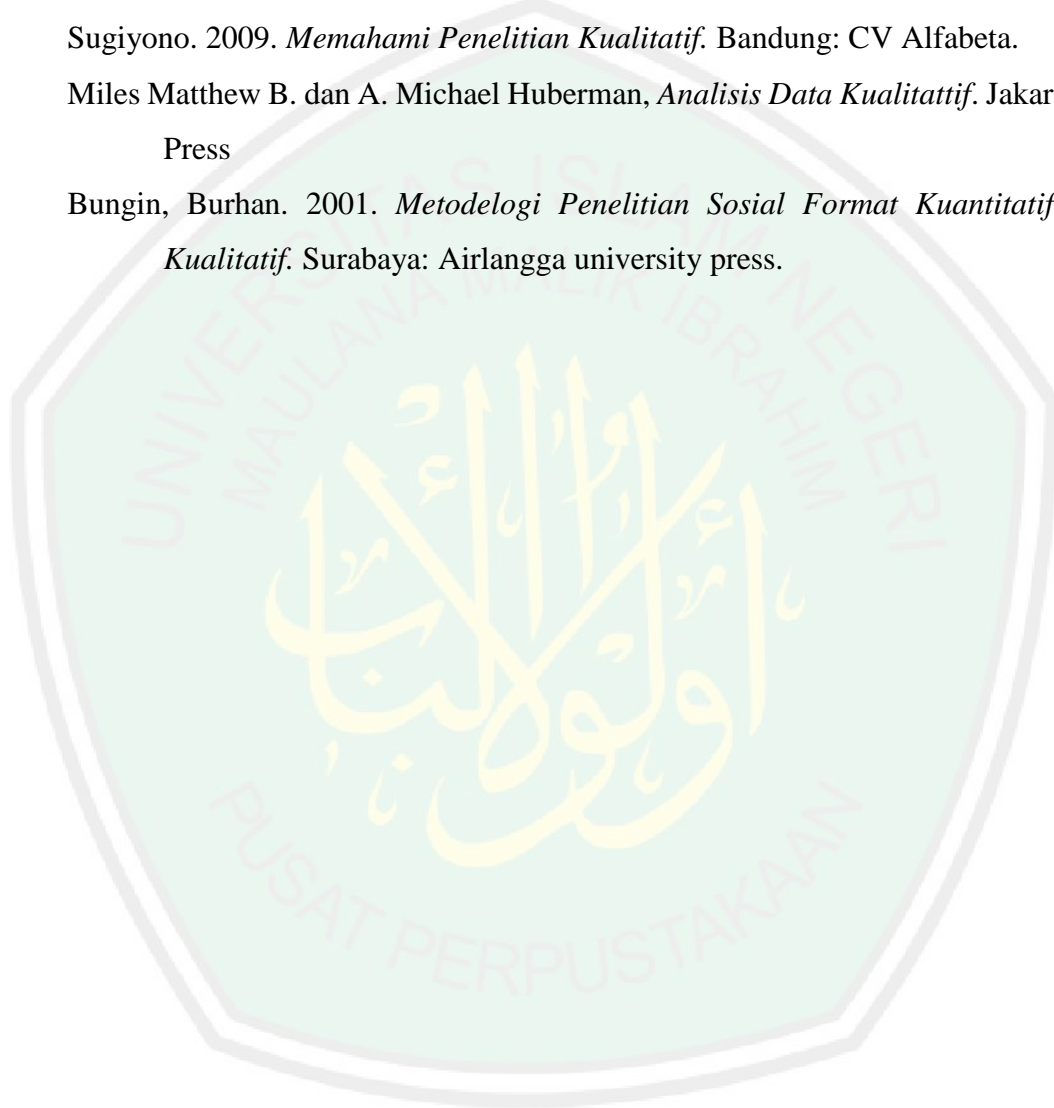 Sugiyono. 2009. Memahami Penelitian Kualitatif. Bandung: CV Alfabeta.
Miles Matthew B. dan A. Michael Huberman, Analisis Data Kualitattif. Jakar
Press
Bungin, Burhan. 2001. Metodelogi Penelitian Sosial Format Kuantitatif
Kualitatif. Surabaya: Airlangga university press.
UNIVERSITAS ISLAM NEGERI
MAULANA MALIK IBRAHIM
أولوا الألباب
PUSAT PERPUSTAKAAN